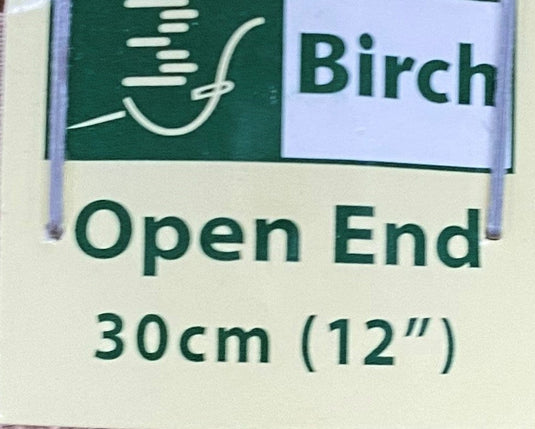 Birch
Open End
30cm (12")